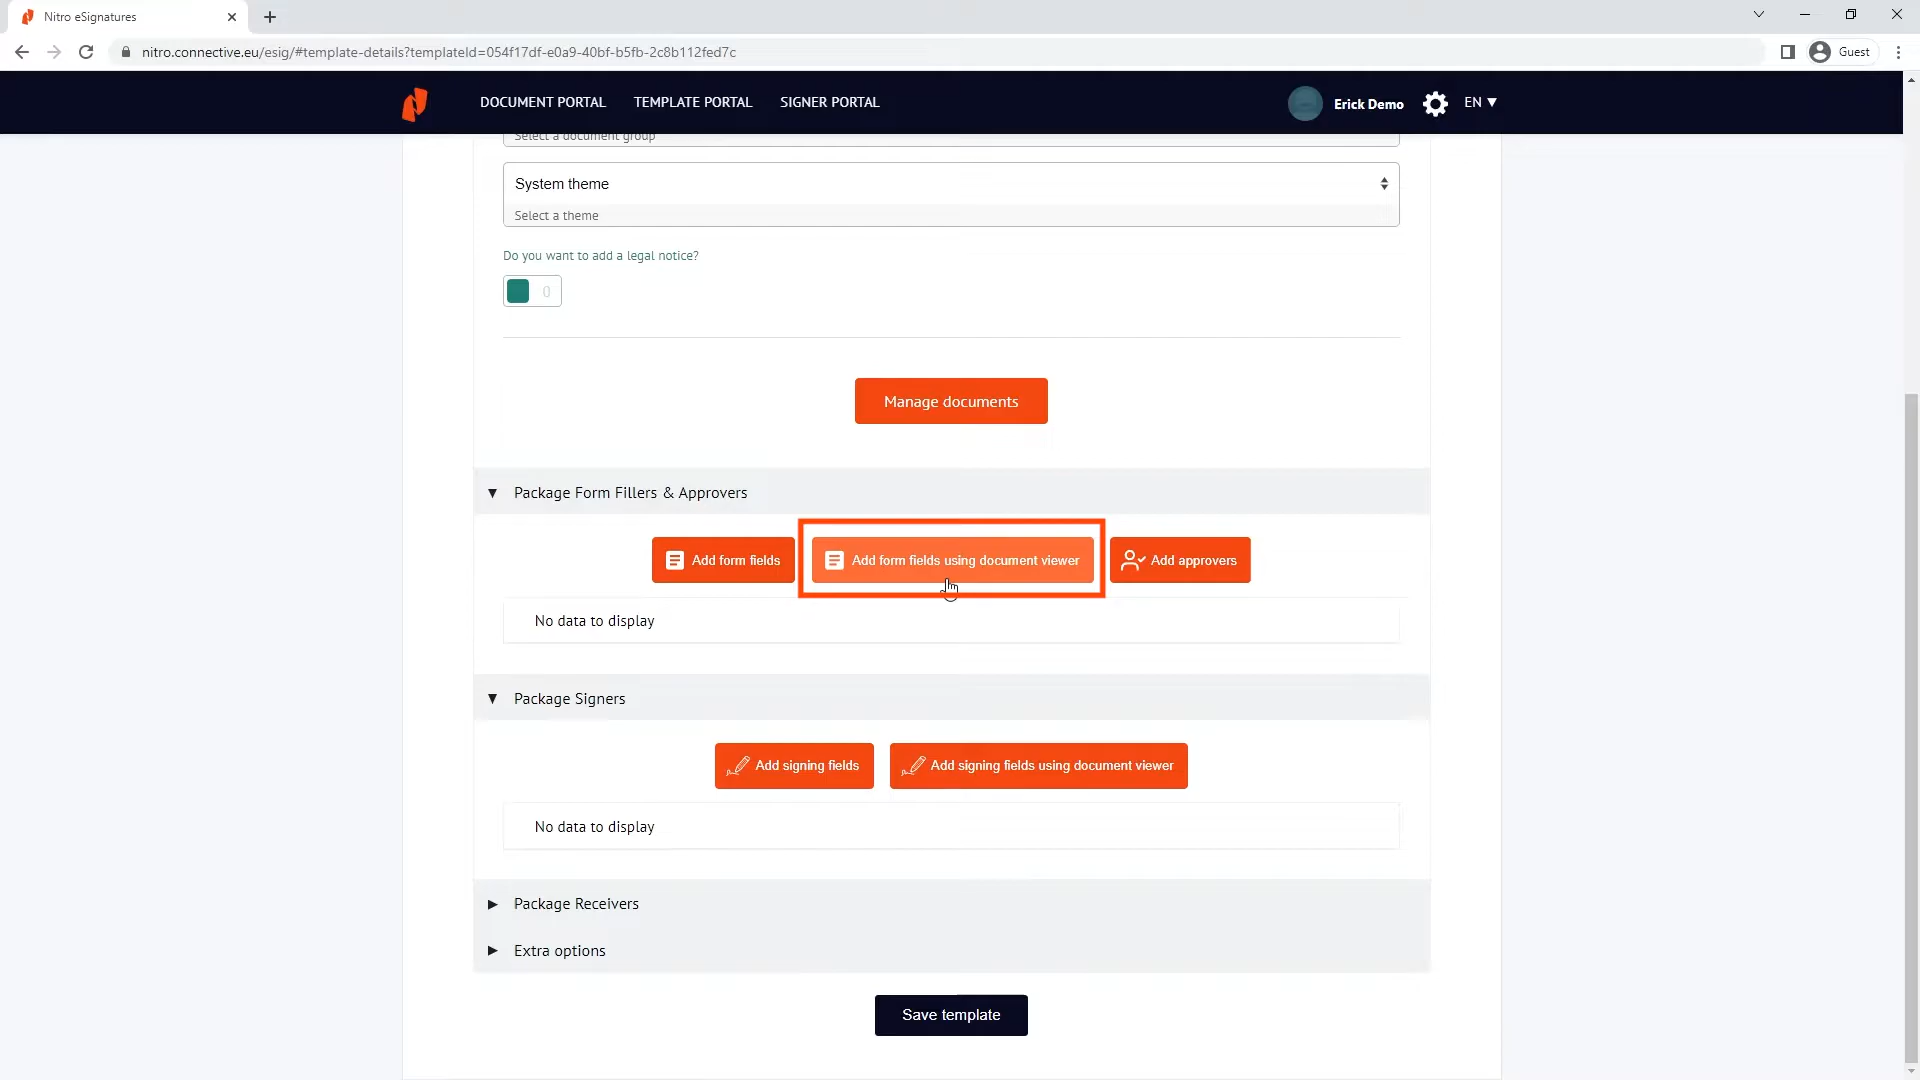 Nitro eSignatures
nitro.connective.eu/esig/#template-details?templateId=054f17df-e0a9-40bf-b5fb-2c8b112fed7c
Guest
DOCUMENT PORTAL
TEMPLATE PORTAL
SIGNER PORTAL
Erick Demo
EN ▼
Select a document group
System theme
Select a theme
Do you want to add a legal notice?
0
Manage documents
▼ Package Form Fillers & Approvers
Add form fields
Add form fields using document viewer
Add approvers
No data to display
▼ Package Signers
Add signing fields
Add signing fields using document viewer
No data to display
▶ Package Receivers
▶ Extra options
Save template